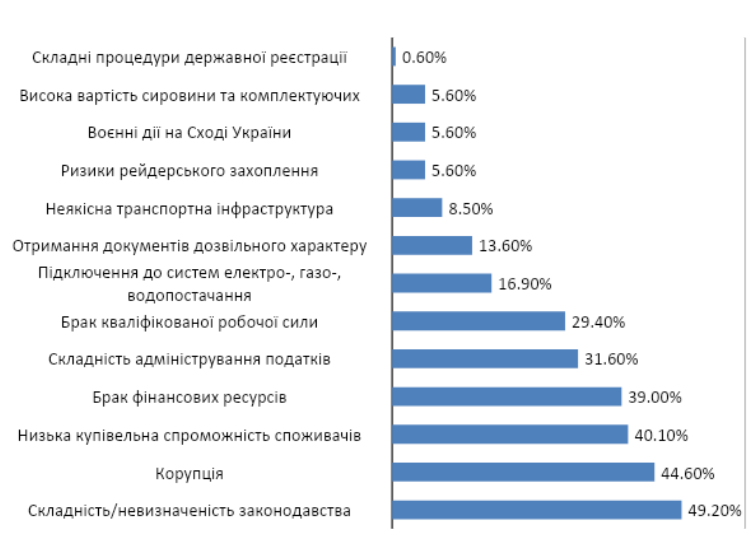 Складні процедури державної реєстрації 0.60%
Висока вартість сировини та комплектуючих 5.60%
Воєнні дії на Сході України 5.60%
Ризики рейдерського захоплення 5.60%
Неякісна транспортна інфраструктура 8.50%
Отримання документів дозвільного характеру 13.60%
Підключення до систем електро-, газо-,
водопостачання 16.90%
Брак кваліфікованої робочої сили 29.40%
Складність адміністрування податків 31.60%
Брак фінансових ресурсів 39.00%
Низька купівельна спроможність споживачів 40.10%
Корупція 44.60%
Складність/невизначеність законодавства 49.20%